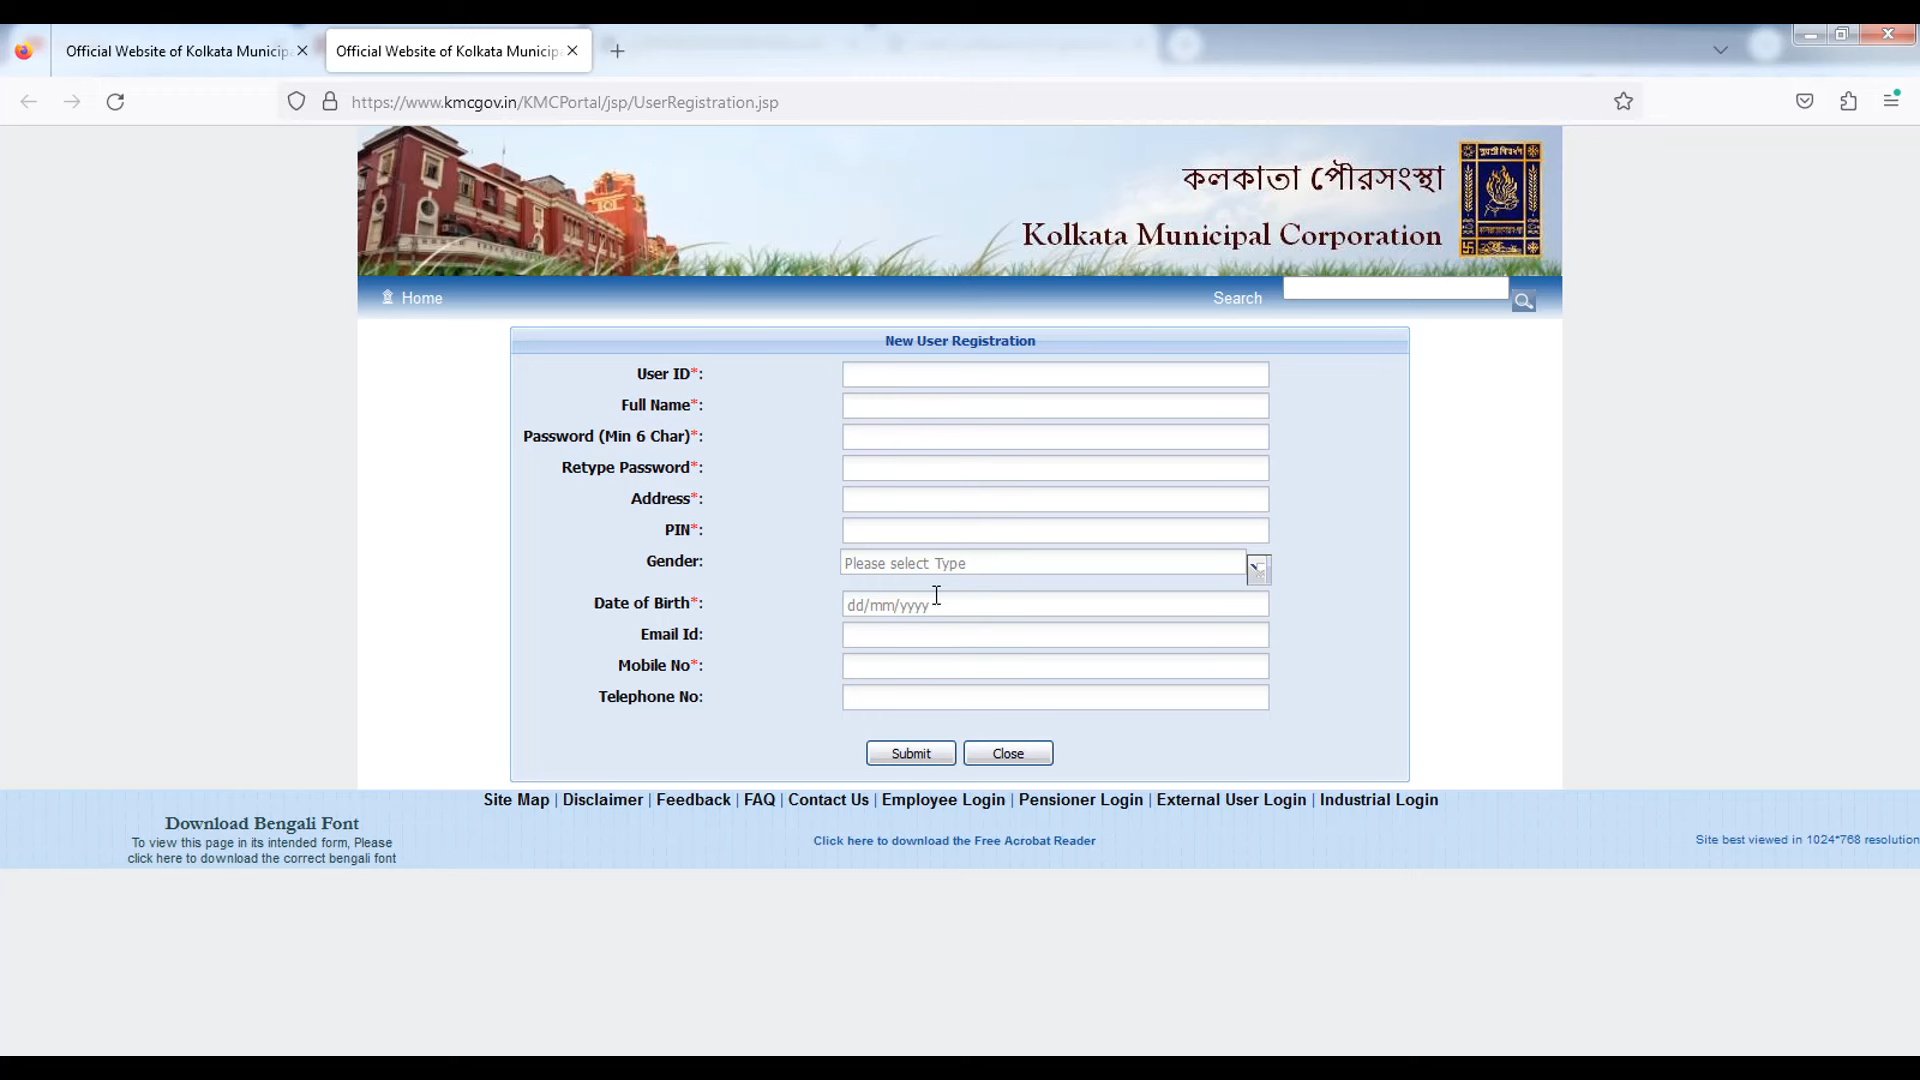 Official Website of Kolkata Municip
Official Website of Kolkata Municip
https://www.kmcgov.in/KMCPortal/jsp/UserRegistration.jsp
কলকাতা পৌরসংস্থা
Kolkata Municipal Corporation
Home
Search
New User Registration
User ID*:
Full Name*:
Password (Min 6 Char)*:
Retype Password*:
Address*:
PIN*:
Gender: Please select Type
Date of Birth*: dd/mm/yyyy
Email Id:
Mobile No*:
Telephone No:
Submit Close
Site Map | Disclaimer | Feedback | FAQ | Contact Us | Employee Login | Pensioner Login | External User Login | Industrial Login
Download Bengali Font
To view this page in its intended form, Please
click here to download the correct bengali font
Click here to download the Free Acrobat Reader
Site best viewed in 1024*768 resolution